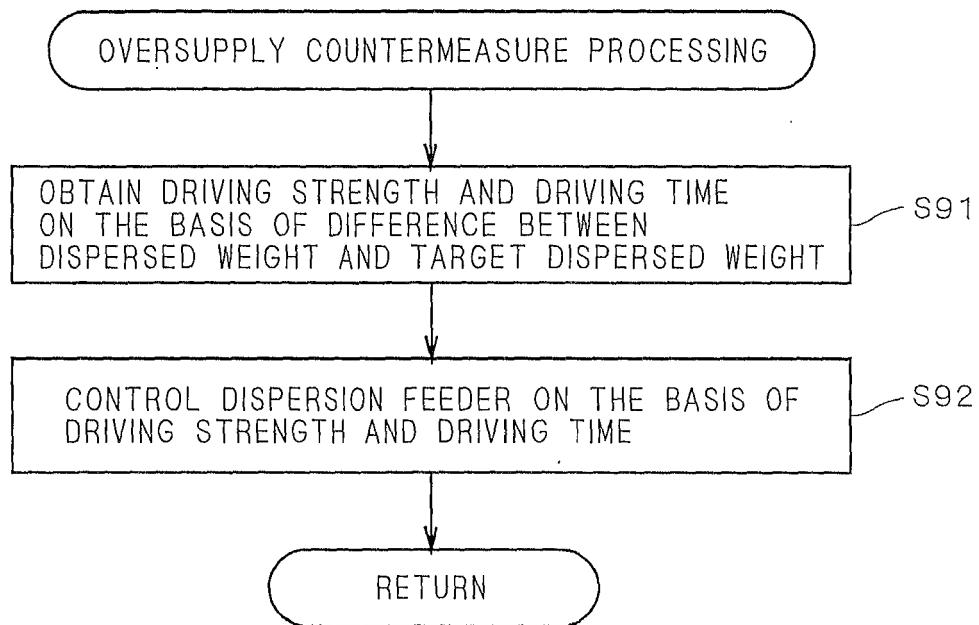 OVERSUPPLY COUNTERMEASURE PROCESSING
OBTAIN DRIVING STRENGTH AND DRIVING TIME
ON THE BASIS OF DIFFERENCE BETWEEN
DISPERSED WEIGHT AND TARGET DISPERSED WEIGHT
S91
CONTROL DISPERSION FEEDER ON THE BASIS OF
DRIVING STRENGTH AND DRIVING TIME
S92
RETURN